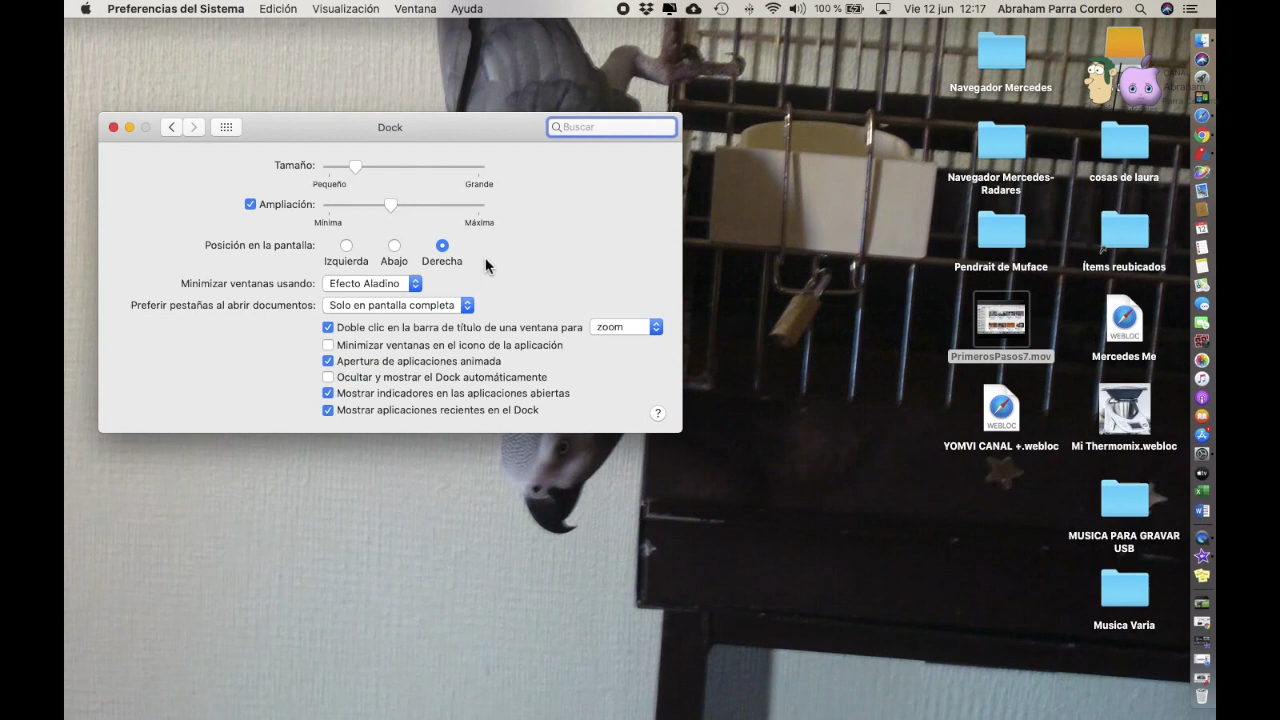 Preferencias del Sistema Edición Visualización Ventana Ayuda 100 % Vie 12 jun 12:17 Abraham Parra Cordero
Dock
Buscar
Tamaño:
Pequeño Grande
Ampliación:
Mínima Máxima
Posición en la pantalla:
Izquierda Abajo Derecha
Minimizar ventanas usando: Efecto Aladino
Preferir pestañas al abrir documentos: Solo en pantalla completa
Doble clic en la barra de título de una ventana para zoom
Minimizar ventanas en el icono de la aplicación
Apertura de aplicaciones animada
Ocultar y mostrar el Dock automáticamente
Mostrar indicadores en las aplicaciones abiertas
Mostrar aplicaciones recientes en el Dock
?
Navegador Mercedes
Navegador Mercedes-
Radares
cosas de laura
Pendrait de Muface
Ítems reubicados
PrimerosPasos7.mov
WEBLOC
Mercedes Me
WEBLOC
YOMVI CANAL +.webloc
Mi Thermomix.webloc
MUSICA PARA GRAVAR
USB
Musica Varia
12